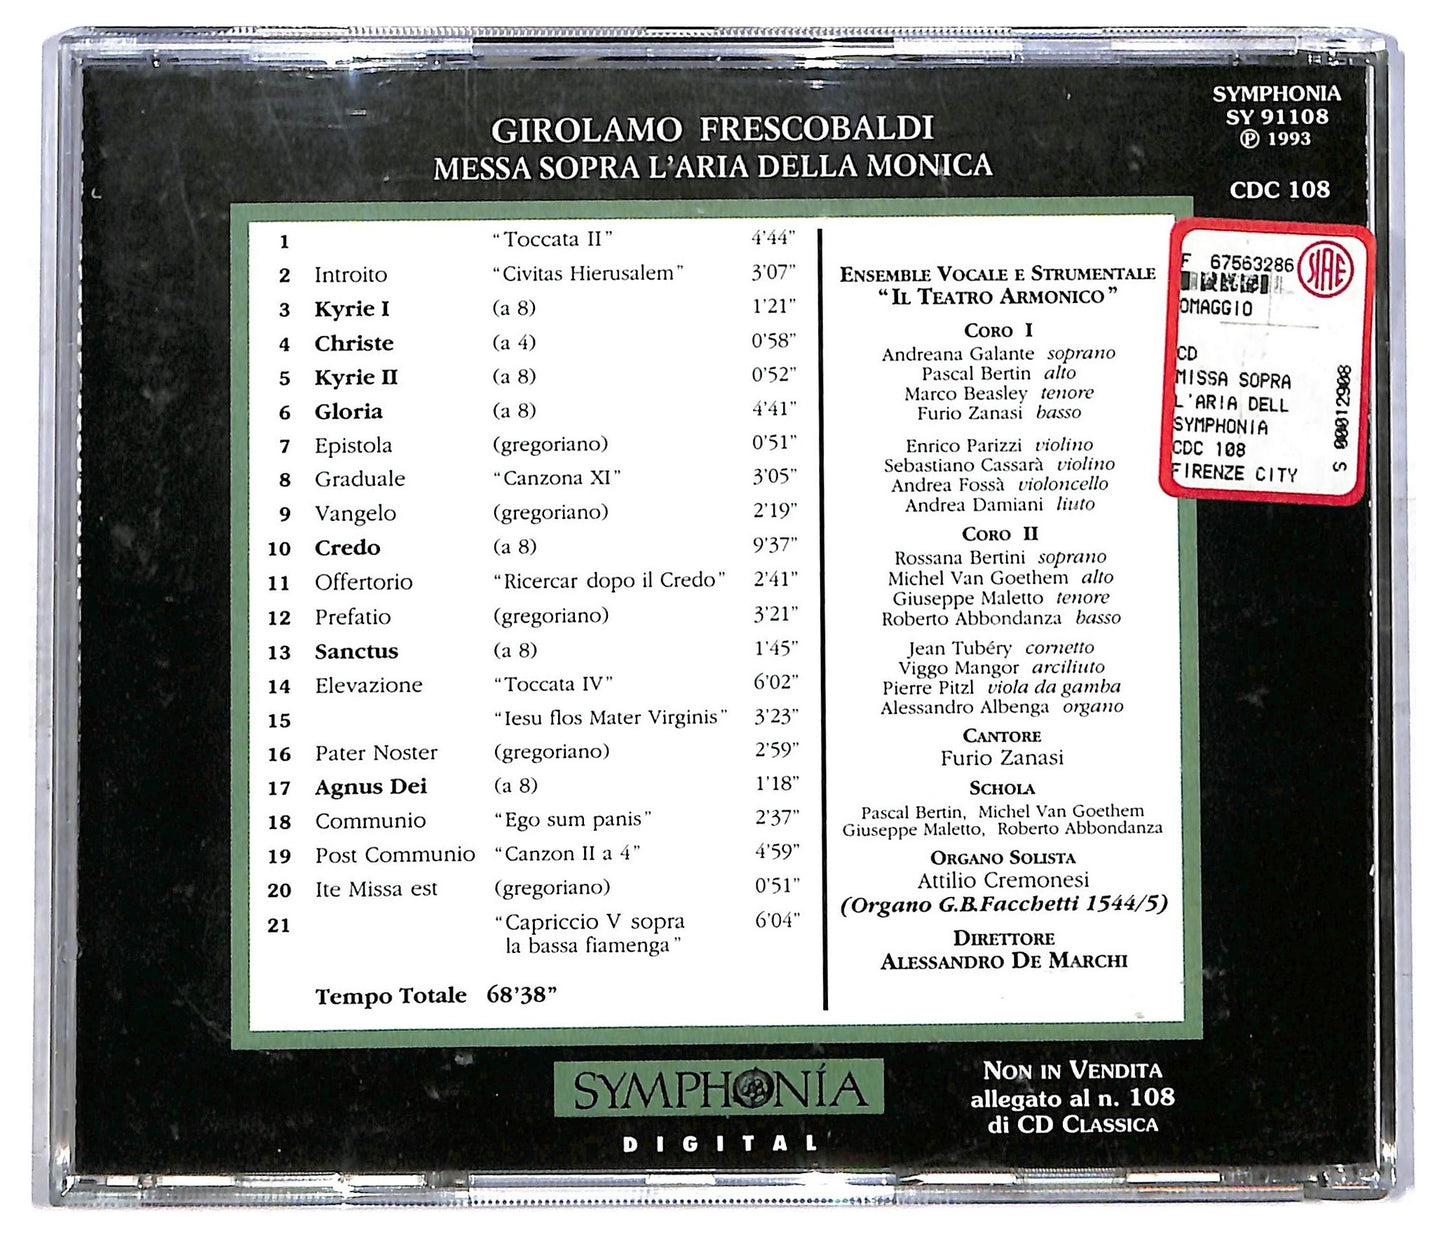 SYMPHONIA
SY 91108
℗ 1993
CDC 108
GIROLAMO FRESCOBALDI
MESSA SOPRA L'ARIA DELLA MONICA
1 "Toccata II" 4'44"
2 Introito "Civitas Hierusalem" 3'07"
3 Kyrie I (a 8) 1'21"
4 Christe (a 4) 0'58"
5 Kyrie II (a 8) 0'52"
6 Gloria (a 8) 4'41"
7 Epistola (gregoriano) 0'51"
8 Graduale "Canzona XI" 3'05"
9 Vangelo (gregoriano) 2'19"
10 Credo (a 8) 9'37"
11 Offertorio "Ricercar dopo il Credo" 2'41"
12 Prefatio (gregoriano) 3'21"
13 Sanctus (a 8) 1'45"
14 Elevazione "Toccata IV" 6'02"
15 "Iesu flos Mater Virginis" 3'23"
16 Pater Noster (gregoriano) 2'59"
17 Agnus Dei (a 8) 1'18"
18 Communio "Ego sum panis" 2'37"
19 Post Communio "Canzon II a 4" 4'59"
20 Ite Missa est (gregoriano) 0'51"
21 "Capriccio V sopra 6'04"
la bassa fiamenga"
Tempo Totale 68'38"
ENSEMBLE VOCALE E STRUMENTALE
"IL TEATRO ARMONICO"
CORO I
Andreana Galante soprano
Pascal Bertin alto
Marco Beasley tenore
Furio Zanasi basso
Enrico Parizzi violino
Sebastiano Cassarà violino
Andrea Fossà violoncello
Andrea Damiani liuto
CORO II
Rossana Bertini soprano
Michel Van Goethem alto
Giuseppe Maletto tenore
Roberto Abbondanza basso
Jean Tubéry cornetto
Viggo Mangor arciliuto
Pierre Pitzl viola da gamba
Alessandro Albenga organo
CANTORE
Furio Zanasi
SCHOLA
Pascal Bertin, Michel Van Goethem
Giuseppe Maletto, Roberto Abbondanza
ORGANO SOLISTA
Attilio Cremonesi
(Organo G.B.Facchetti 1544/5)
DIRETTORE
ALESSANDRO DE MARCHI
F 67563286
SIAE
OMAGGIO
CD
MISSA SOPRA
L'ARIA DELL
SYMPHONIA
CDC 108
FIRENZE CITY
S 00012908
SYMPHONÍA
DIGITAL
NON IN VENDITA
allegato al n. 108
di CD CLASSICA